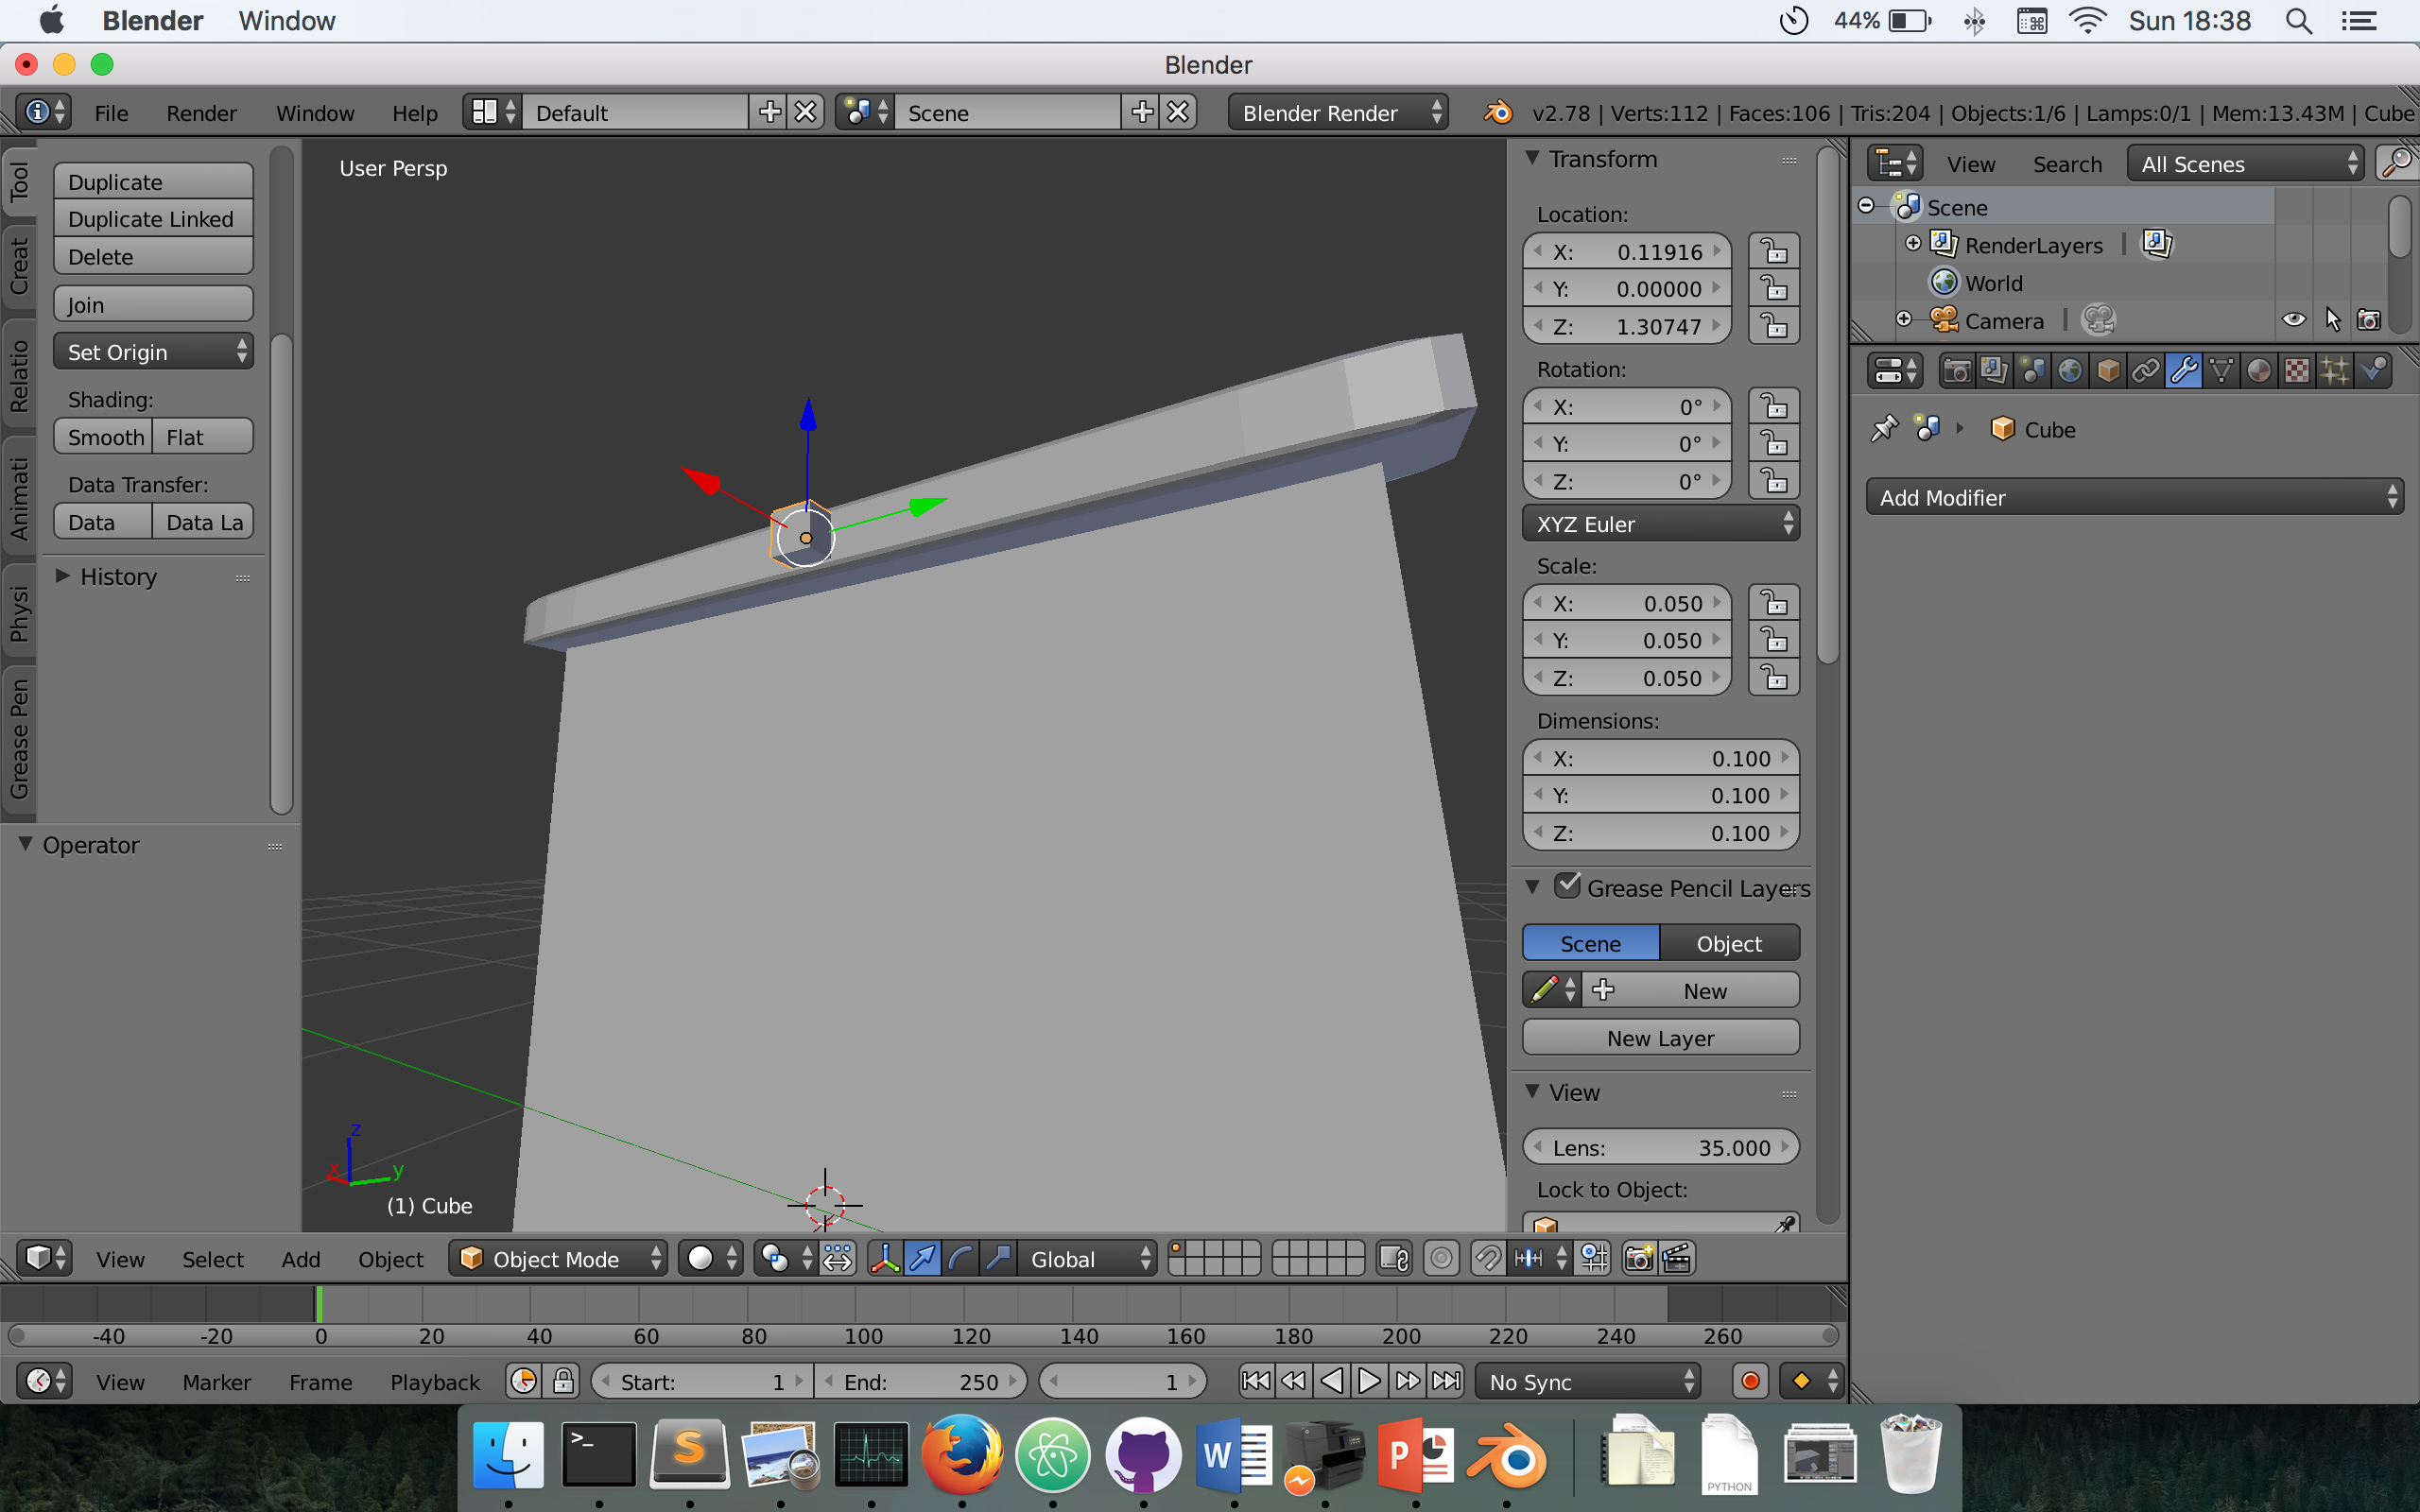 Blender Window 44% Sun 18:38
Blender
File Render Window Help Default Scene Blender Render v2.78 | Verts:112 | Faces:106 | Tris:204 | Objects:1/6 | Lamps:0/1 | Mem:13.43M | Cube
Tool
Creat
Relatio
Animati
Physi
Grease Pen
Duplicate
Duplicate Linked
Delete
Join
Set Origin
Shading:
Smooth Flat
Data Transfer:
Data Data La
History
Operator
User Persp
z
x
y
(1) Cube
Transform
Location:
X: 0.11916
Y: 0.00000
Z: 1.30747
Rotation:
X: 0°
Y: 0°
Z: 0°
XYZ Euler
Scale:
X: 0.050
Y: 0.050
Z: 0.050
Dimensions:
X: 0.100
Y: 0.100
Z: 0.100
Grease Pencil Layers
Scene Object
New
New Layer
View
Lens: 35.000
Lock to Object:
View Search All Scenes
Scene
RenderLayers
World
Camera
Cube
Add Modifier
View Select Add Object Object Mode Global
-40 -20 0 20 40 60 80 100 120 140 160 180 200 220 240 260
View Marker Frame Playback Start: 1 End: 250 1 No Sync
>_
S
W
P
PYTHON